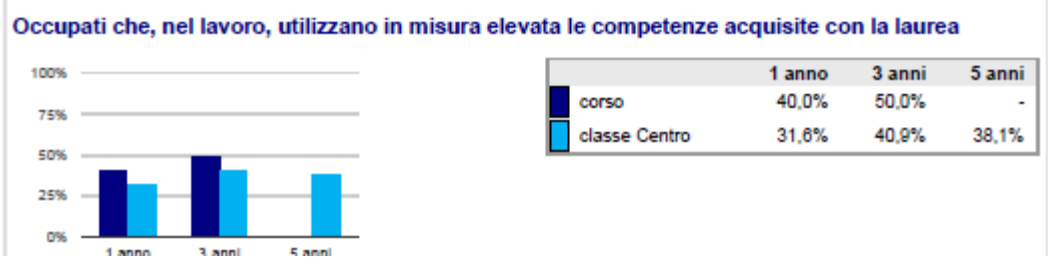 Occupati che, nel lavoro, utilizzano in misura elevata le competenze acquisite con la laurea
100%
75%
50%
25%
0%
1 anno 3 anni 5 anni
1 anno 3 anni 5 anni
corso 40,0% 50,0% -
classe Centro 31,6% 40,9% 38,1%